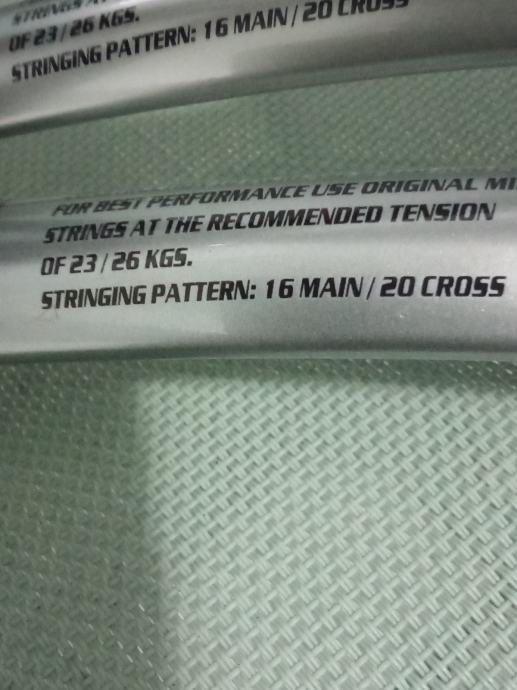 STRINGS
OF 23 / 26 KGS.
STRINGING PATTERN: 16 MAIN / 20 CROSS
FOR BEST PERFORMANCE USE ORIGINAL
STRINGS AT THE RECOMMENDED TENSION
OF 23 / 26 KGS.
STRINGING PATTERN: 16 MAIN / 20 CROSS